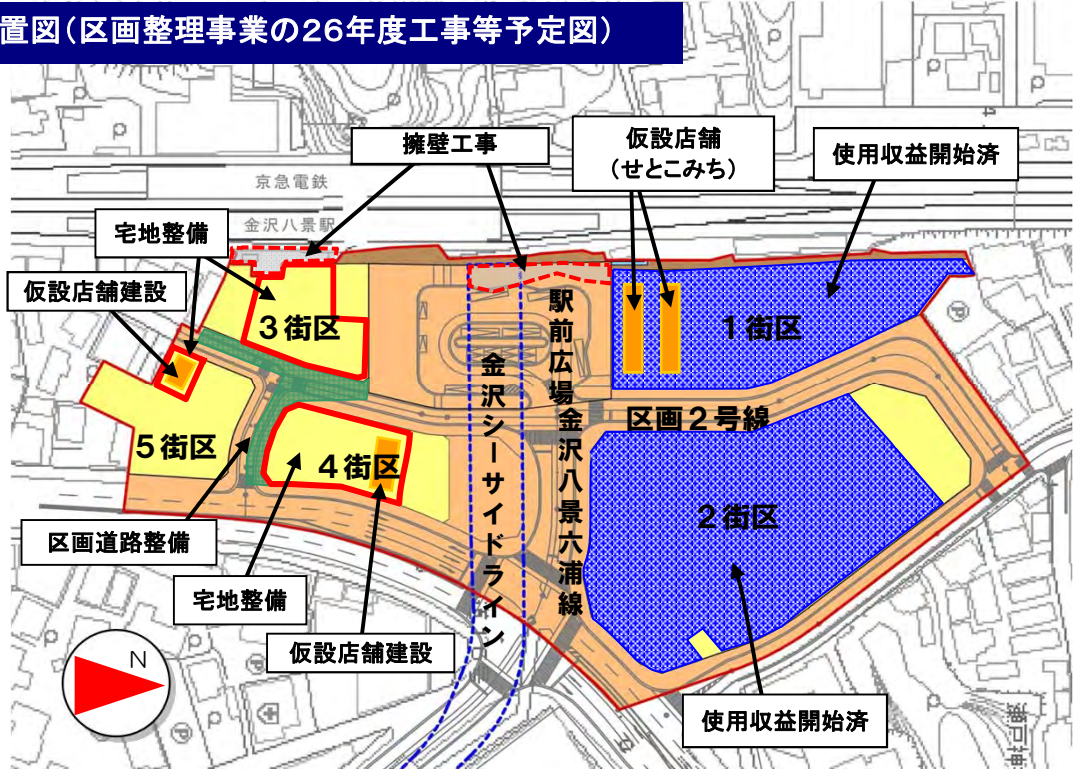 置図（区画整理事業の２６年度工事等予定図）
擁壁工事
仮設店舗
（せとこみち）
使用収益開始済
京急電鉄
金沢八景駅
宅地整備
仮設店舗建設
３街区
駅前広場
１街区
金沢シーサイドライン
金沢八景六浦線
区画２号線
５街区
４街区
２街区
区画道路整備
宅地整備
仮設店舗建設
使用収益開始済
N